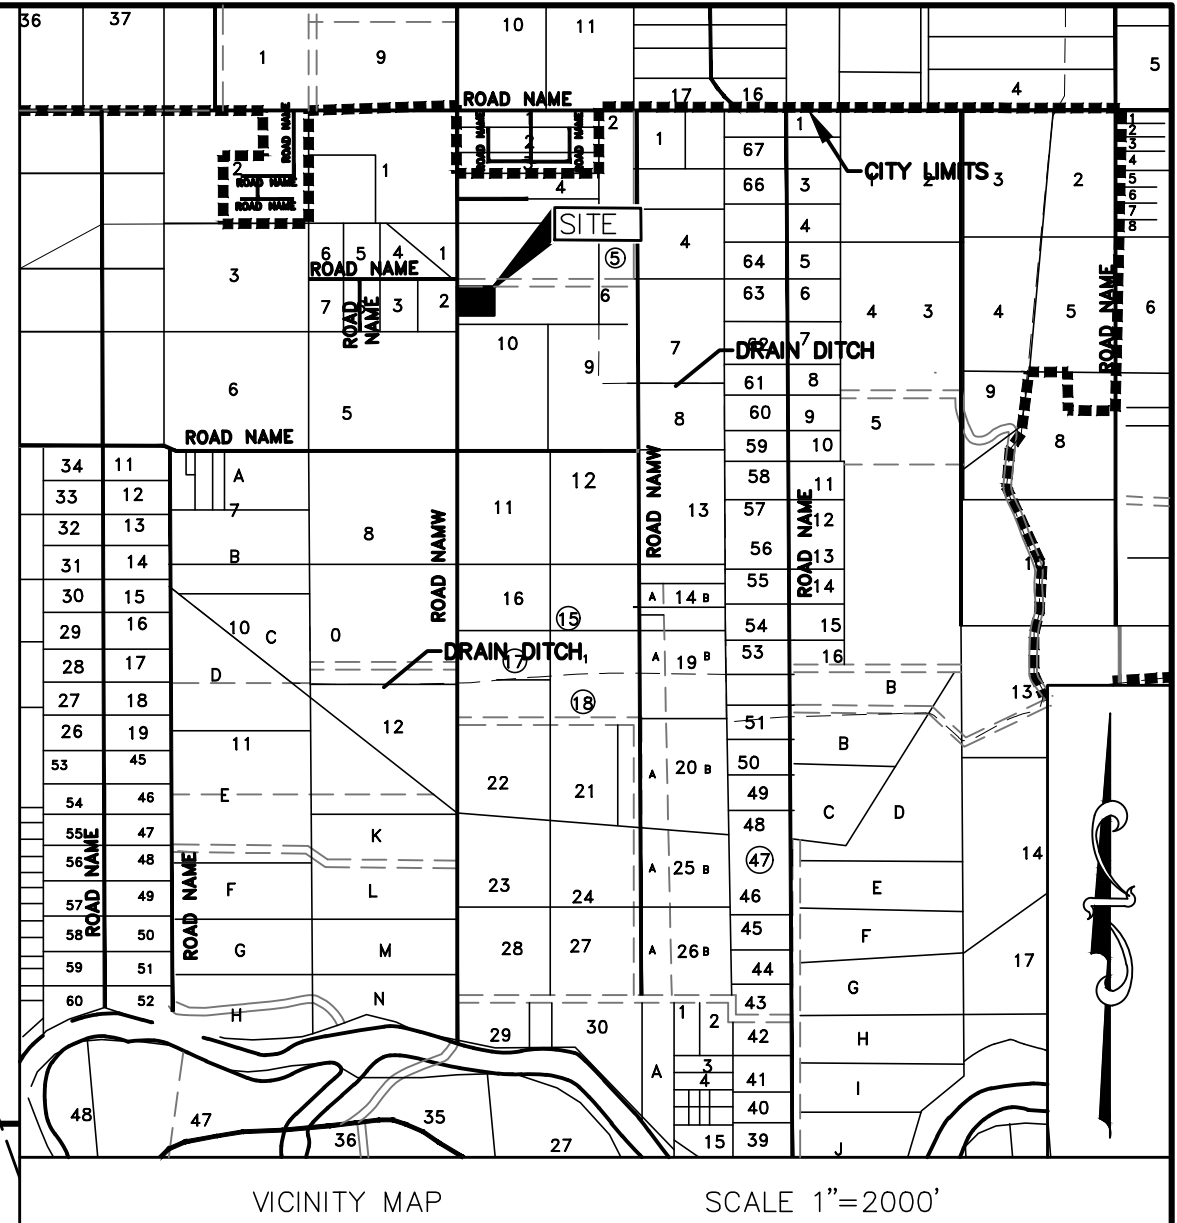 36 37 1 9 10 11 5
17 16 4
ROAD NAME
ROAD NAME
ROAD NAME
ROAD NAME
2 1 2 2 1 1 1
67 2
3
4
CITY LIMITS
2 ROAD NAME
ROAD NAME
4 66 3 1 2 3 2 5
6
7
8
SITE
4
6 5 4 1 5 4 64 5
3 ROAD NAME
ROAD NAME
7 3 2 6 63 6 4 3 4 5 6
ROAD
NAME
10 7 62 7
DRAIN DITCH
9 61 8
6 5 8 60 9 5 9 8
ROAD NAME
59 10
34 11 A 12 58 11
ROAD NAMW
ROAD NAMW
ROAD NAME
33 12 7 11 13 57 12
32 13 8 56 13
31 14 B 55 14
30 15 16 A 14 B
29 16 10 C 0 15 54 15
DRAIN DITCH
28 17 D 17 A 19 B 53 16
27 18 18 B 13
26 19 11 12 51 B
53 45 22 21 A 20 B 50
54 46 E 49 C D
55 47 K 48
ROAD NAME
ROAD NAME
56 48 F L 23 24 A 25 B 47 E 14
57 49 46
58 50 G M 28 27 A 26 B 45 F 17
59 51 44 G
60 52 H N 29 30 1 2 43
42 H
3
4 A 41 I
48 47 36 35 27 40
15 39 J
VICINITY MAP SCALE 1"=2000'